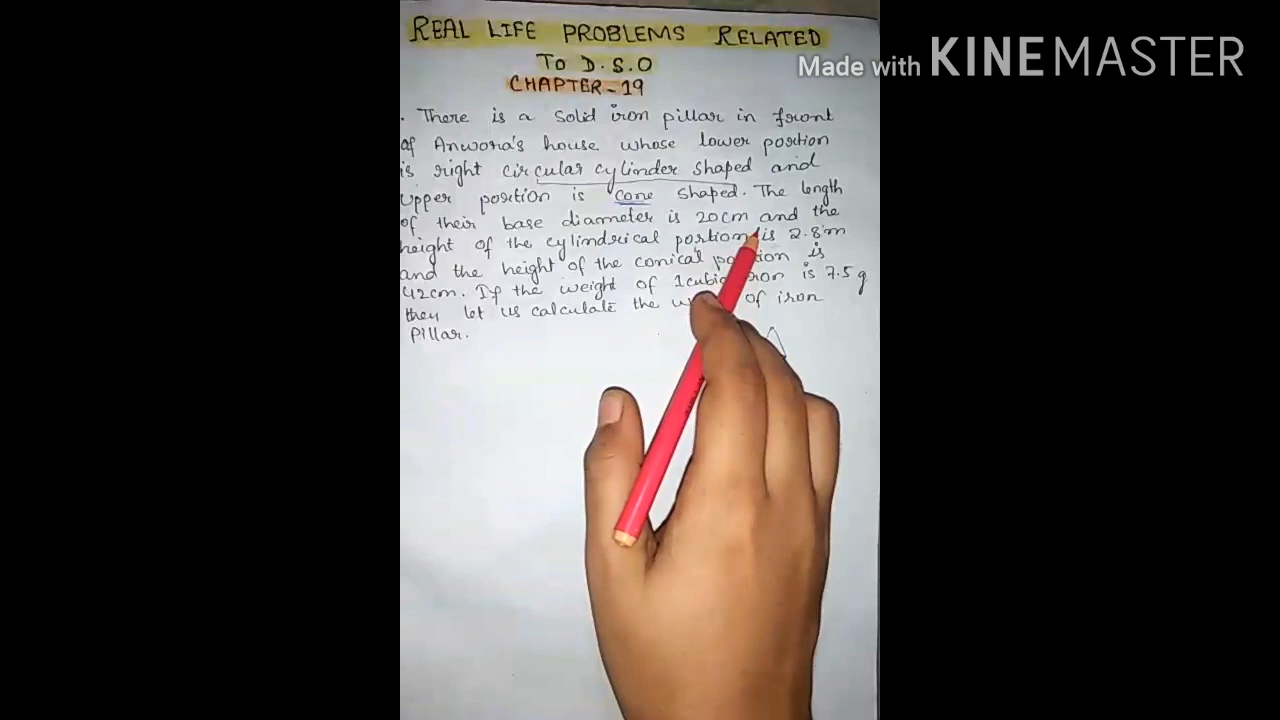 REAL LIFE PROBLEMS RELATED
TO D.S.O
CHAPTER-19
. There is a solid iron pillar in front
of Anwora's house whose lower portion
is right circular cylinder shaped and
upper portion is cone shaped. The length
of their base diameter is 20cm and the
height of the cylindrical portion is 2.8m
and the height of the conical portion is
42cm. If the weight of 1cubic iron is 7.5g
then let us calculate the of iron
pillar.
Made with KINEMASTER